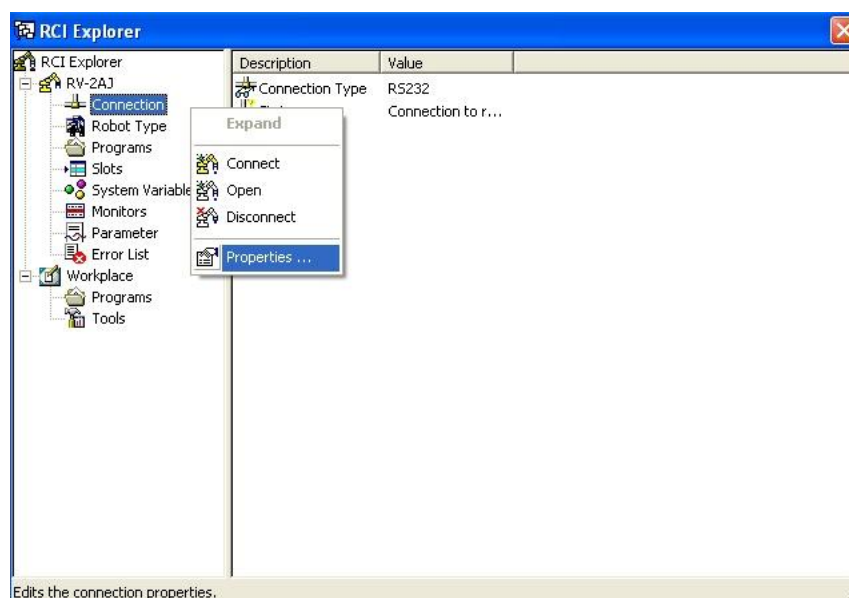 RCI Explorer
RCI Explorer
RV-2AJ
Connection
Robot Type
Programs
Slots
System Variable
Monitors
Parameter
Error List
Workplace
Programs
Tools
Description Value
Connection Type RS232
Connection to r...
Expand
Connect
Open
Disconnect
Properties ...
Edits the connection properties.